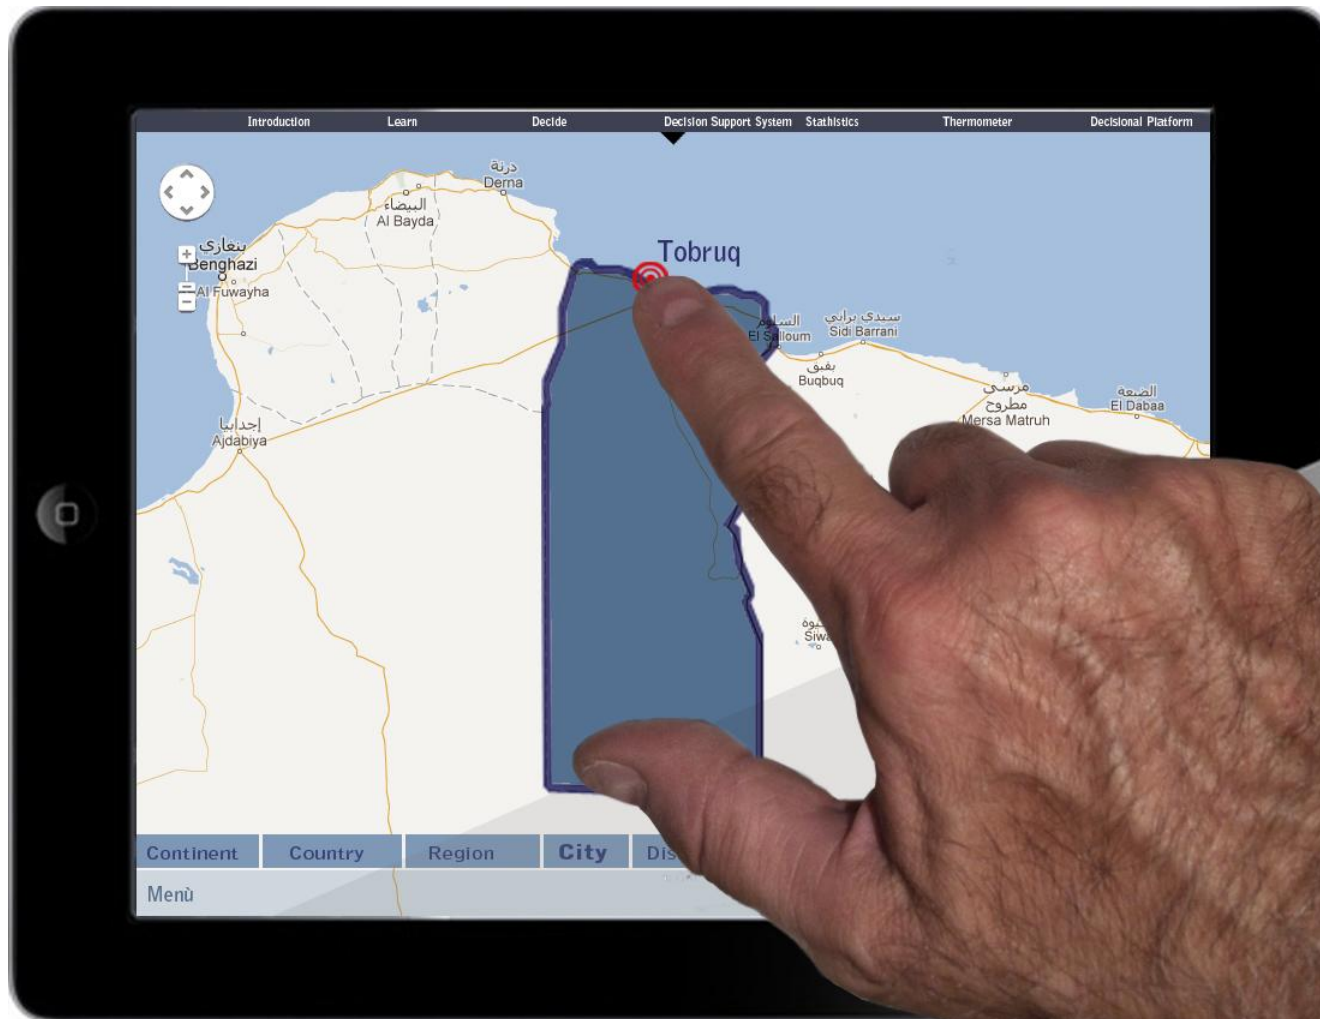 Introduction
Learn
Decide
Decision Support System
Stathistics
Thermometer
Decisional Platform
درنة
Derna
البيضاء
Al Bayda
بنغازي
Benghazi
Al Fuwayha
Tobruq
السلوم
El Salloum
سيدي براني
Sidi Barrani
بقبق
Buqbuq
مرسى
مطروح
Mersa Matruh
الضبعة
El Dabaa
إجدابيا
Ajdabiya
Continent
Country
Region
City
Menù